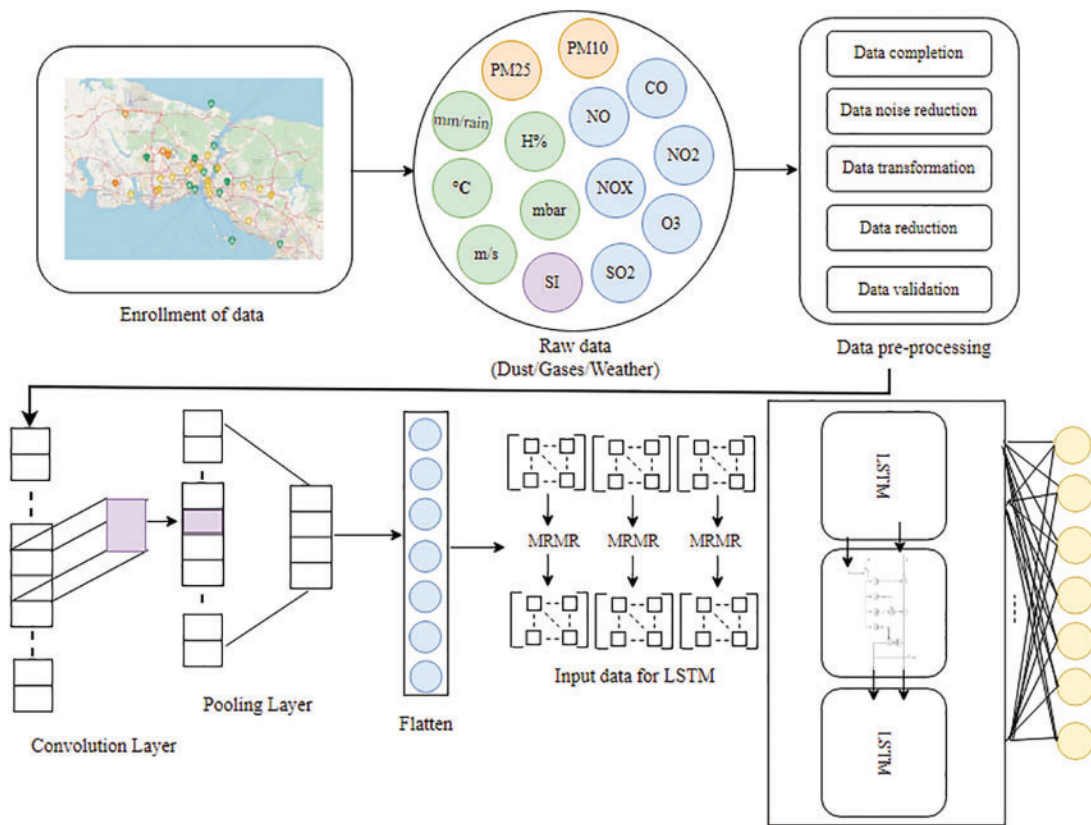 PM10
PM25
CO
mm/rain
NO
H%
NO2
°C
NOX
mbar
O3
m/s
SI
SO2
Data completion
Data noise reduction
Data transformation
Data reduction
Data validation
Enrollment of data
Raw data
(Dust/Gases/Weather)
Data pre-processing
LSTM
MRMR MRMR MRMR
Input data for LSTM
Pooling Layer
Flatten
Convolution Layer
LSTM